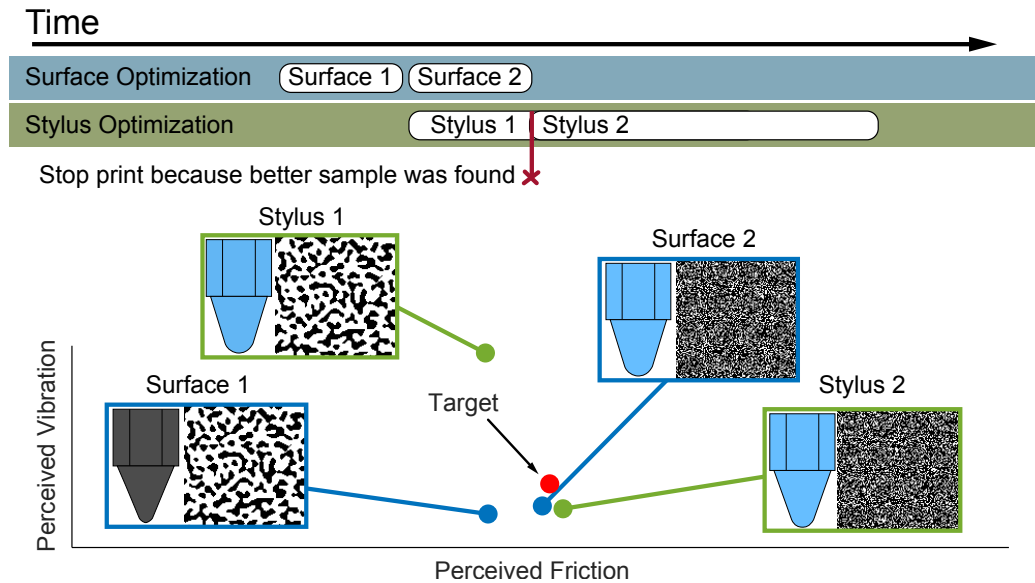 Time
Surface Optimization
Surface 1
Surface 2
Stylus Optimization
Stylus 1
Stylus 2
Stop print because better sample was found
Stylus 1
Surface 2
Surface 1
Stylus 2
Target
Perceived Vibration
Perceived Friction